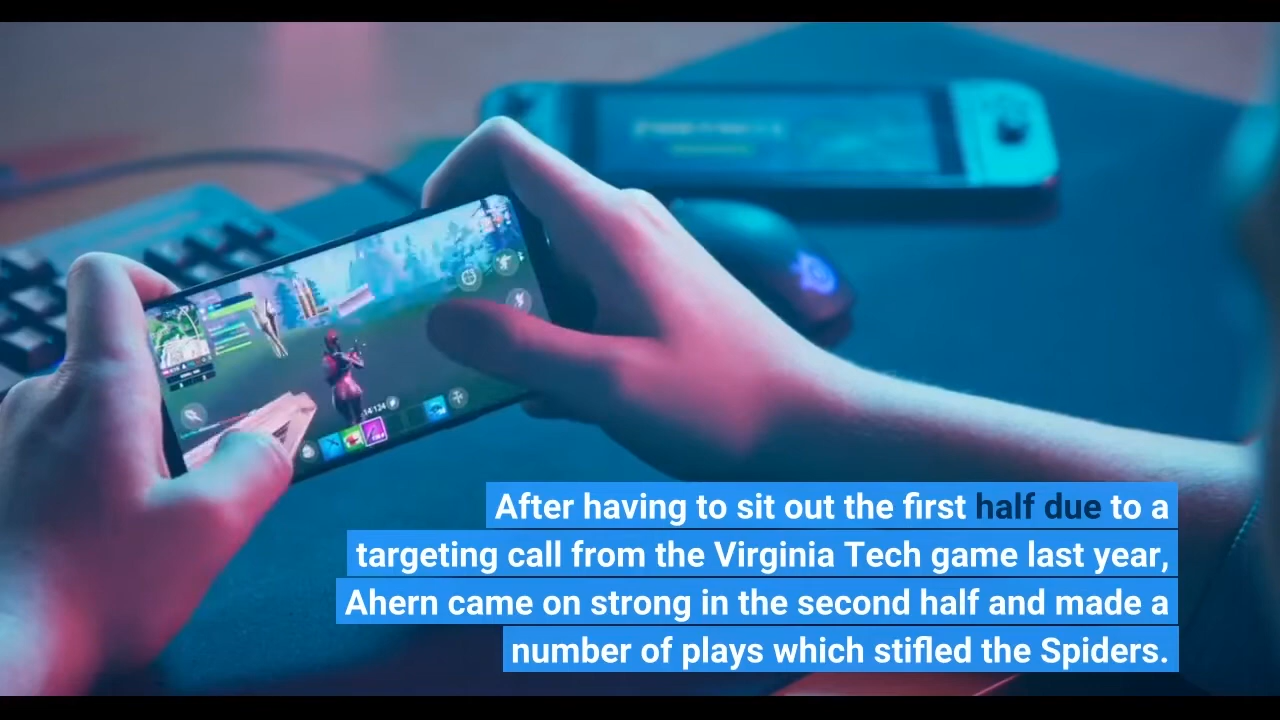 After having to sit out the first half due to a
targeting call from the Virginia Tech game last year,
Ahern came on strong in the second half and made a
number of plays which stifled the Spiders.